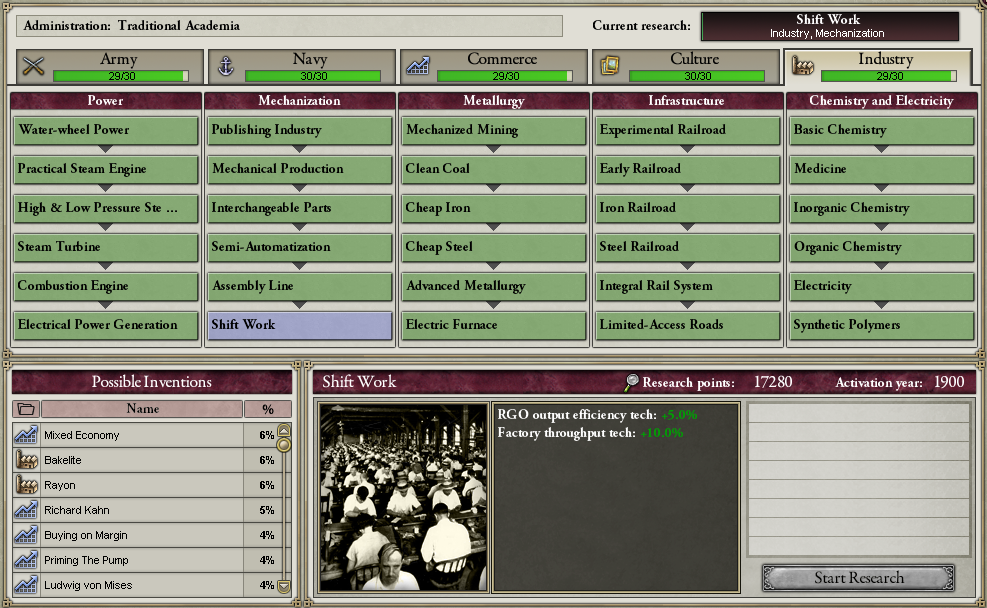 Administration: Traditional Academia
Current research:
Shift Work
Industry, Mechanization
Army
29/30
Navy
30/30
Commerce
29/30
Culture
30/30
Industry
29/30
Power
Mechanization
Metallurgy
Infrastructure
Chemistry and Electricity
Water-wheel Power
Publishing Industry
Mechanized Mining
Experimental Railroad
Basic Chemistry
Practical Steam Engine
Mechanical Production
Clean Coal
Early Railroad
Medicine
High & Low Pressure Ste ...
Interchangeable Parts
Cheap Iron
Iron Railroad
Inorganic Chemistry
Steam Turbine
Semi-Automatization
Cheap Steel
Steel Railroad
Organic Chemistry
Combustion Engine
Assembly Line
Advanced Metallurgy
Integral Rail System
Electricity
Electrical Power Generation
Shift Work
Electric Furnace
Limited-Access Roads
Synthetic Polymers
Possible Inventions
Name %
Mixed Economy 6%
Bakelite 6%
Rayon 6%
Richard Kahn 5%
Buying on Margin 4%
Priming The Pump 4%
Ludwig von Mises 4%
Shift Work
Research points: 17280
Activation year: 1900
RGO output efficiency tech: +5.0%
Factory throughput tech: +10.0%
Start Research